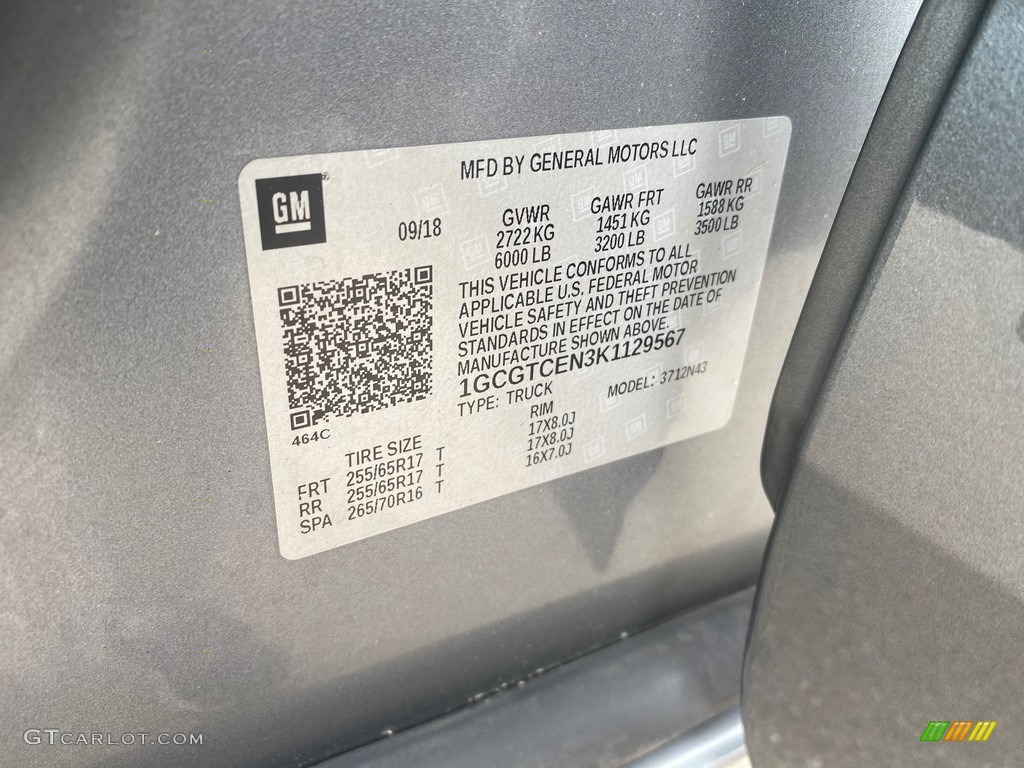 MFD BY GENERAL MOTORS LLC
GM
09/18
GVWR GAWR FRT GAWR RR
2722 KG 1451 KG 1588 KG
6000 LB 3200 LB 3500 LB
THIS VEHICLE CONFORMS TO ALL
APPLICABLE U.S. FEDERAL MOTOR
VEHICLE SAFETY AND THEFT PREVENTION
STANDARDS IN EFFECT ON THE DATE OF
MANUFACTURE SHOWN ABOVE.
1GCGTCEN3K1129567
TYPE: TRUCK MODEL: 3712N43
464C
TIRE SIZE RIM
FRT 255/65R17 T 17X8.0J
RR 255/65R17 T 17X8.0J
SPA 265/70R16 T 16X7.0J
GTCARLOT.COM